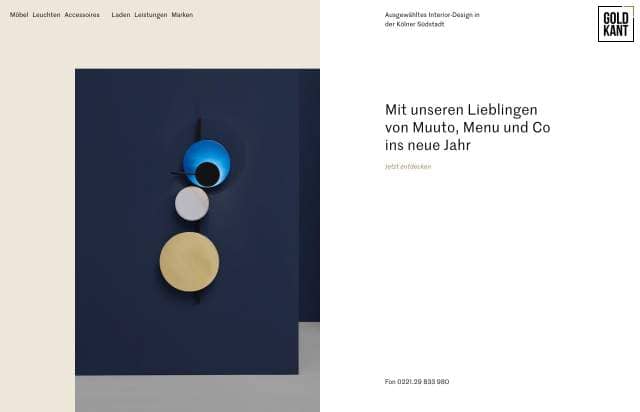 Möbel Leuchten Accessoires Laden Leistungen Marken
Ausgewähltes Interior-Design in
der Kölner Südstadt
GOLD
KANT
Mit unseren Lieblingen
von Muuto, Menu und Co
ins neue Jahr
Jetzt entdecken
Fon 0221.29 833 980